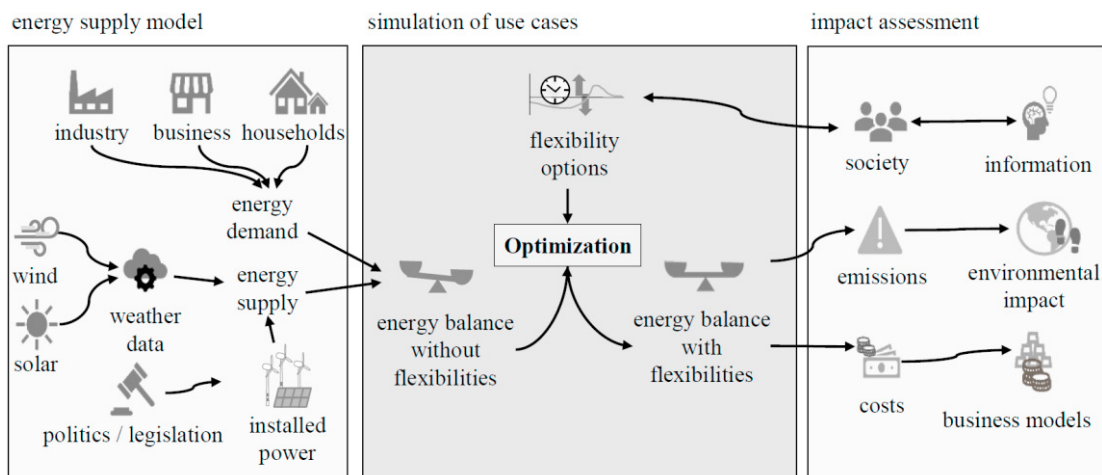 energy supply model
simulation of use cases
impact assessment
industry
business
households
energy
demand
wind
solar
weather
data
energy
supply
politics / legislation
installed
power
flexibility
options
Optimization
energy balance
without
flexibilities
energy balance
with
flexibilities
society
information
emissions
environmental
impact
costs
business models